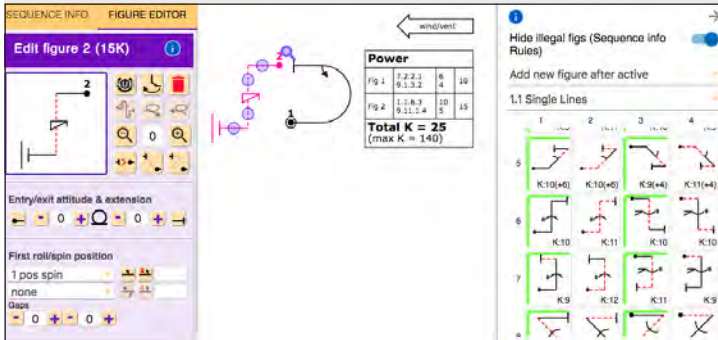 SEQUENCE INFO
FIGURE EDITOR
Edit figure 2 (15K)
2
0
Entry/exit attitude & extension
- 0 + - 0 +
First roll/spin position
1 pos spin
none
Gaps
- 0 + - 0 +
wind/vent
2
1
Power
Fig 1 7.2.2.1 6 10
9.1.3.2 4
Fig 2 1.1.6.3 10 15
9.11.1.4 5
Total K = 25
(max K = 140)
Hide illegal figs (Sequence info
Rules)
Add new figure after active
1.1 Single Lines
1 2 3 4
5
K:10(+6) K:10(+6) K:9(+4) K:11(+4)
6
K:10 K:11 K:10 K:10
7
K:9 K:12 K:11 K:9